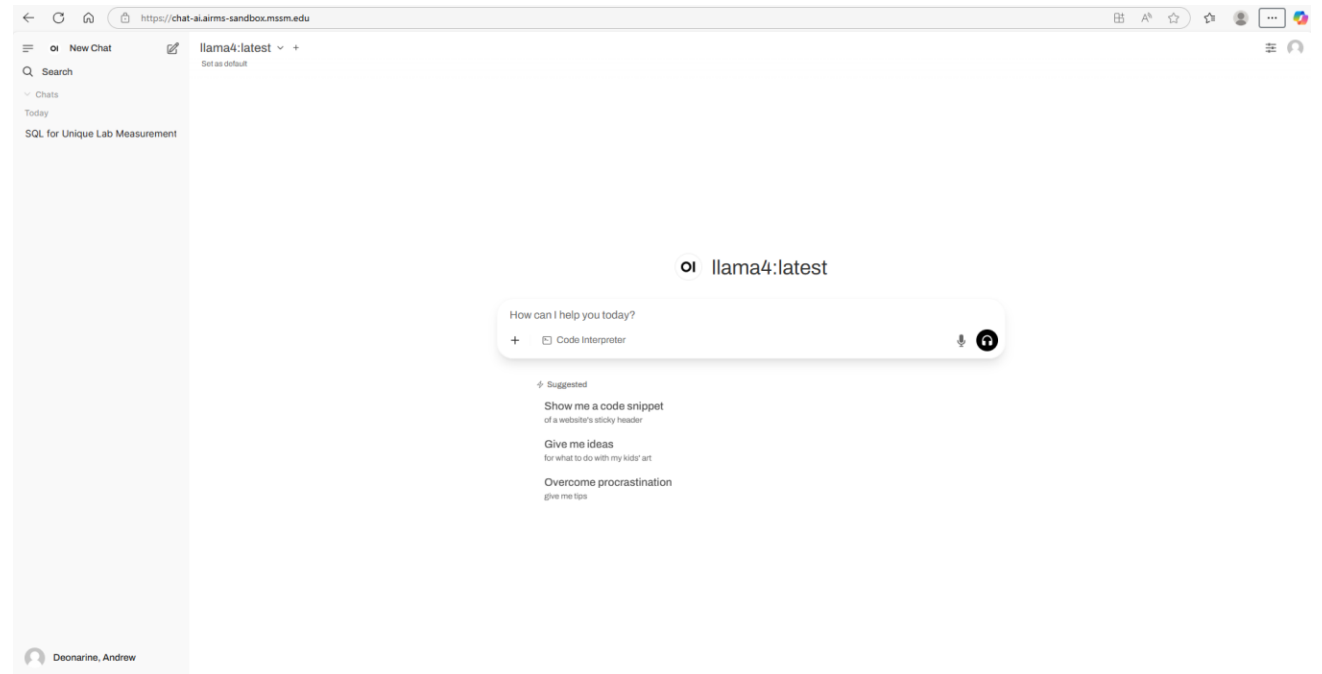 https://chat-ai.airms-sandbox.mssm.edu
OI New Chat
Search
Chats
Today
SQL for Unique Lab Measurement
llama4:latest
Set as default
OI llama4:latest
How can I help you today?
Code Interpreter
Suggested
Show me a code snippet
of a website's sticky header
Give me ideas
for what to do with my kids' art
Overcome procrastination
give me tips
Deonarine, Andrew